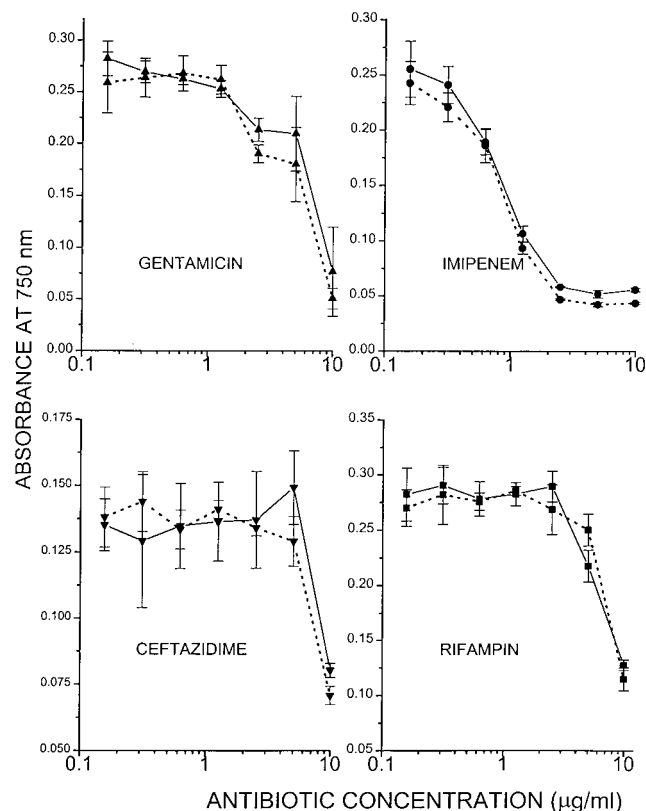 ABSORBANCE AT 750 nm
0.30
0.25
0.20
0.15
0.10
0.05
0.00
GENTAMICIN
0.1 1 10
0.30
0.25
0.20
0.15
0.10
0.05
0.00
IMIPENEM
0.1 1 10
0.175
0.150
0.125
0.100
0.075
0.050
CEFTAZIDIME
0.1 1 10
0.35
0.30
0.25
0.20
0.15
0.10
0.05
RIFAMPIN
0.1 1 10
ANTIBIOTIC CONCENTRATION (μg/ml)